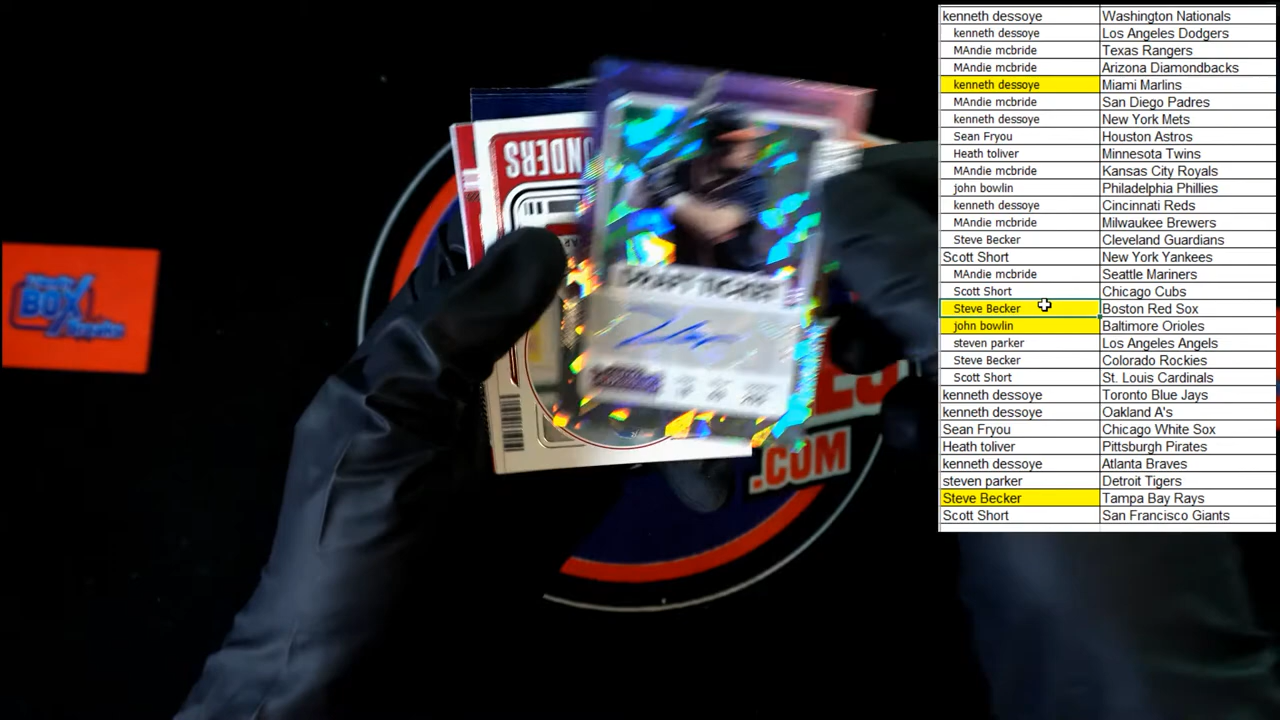 kenneth dessoye Washington Nationals
kenneth dessoye Los Angeles Dodgers
MAndie mcbride Texas Rangers
MAndie mcbride Arizona Diamondbacks
kenneth dessoye Miami Marlins
MAndie mcbride San Diego Padres
kenneth dessoye New York Mets
Sean Fryou Houston Astros
Heath toliver Minnesota Twins
MAndie mcbride Kansas City Royals
john bowlin Philadelphia Phillies
kenneth dessoye Cincinnati Reds
MAndie mcbride Milwaukee Brewers
Steve Becker Cleveland Guardians
Scott Short New York Yankees
MAndie mcbride Seattle Mariners
Scott Short Chicago Cubs
Steve Becker Boston Red Sox
john bowlin Baltimore Orioles
steven parker Los Angeles Angels
Steve Becker Colorado Rockies
Scott Short St. Louis Cardinals
kenneth dessoye Toronto Blue Jays
kenneth dessoye Oakland A's
Sean Fryou Chicago White Sox
Heath toliver Pittsburgh Pirates
kenneth dessoye Atlanta Braves
steven parker Detroit Tigers
Steve Becker Tampa Bay Rays
Scott Short San Francisco Giants
DRAFT TICKET
BOX
.COM